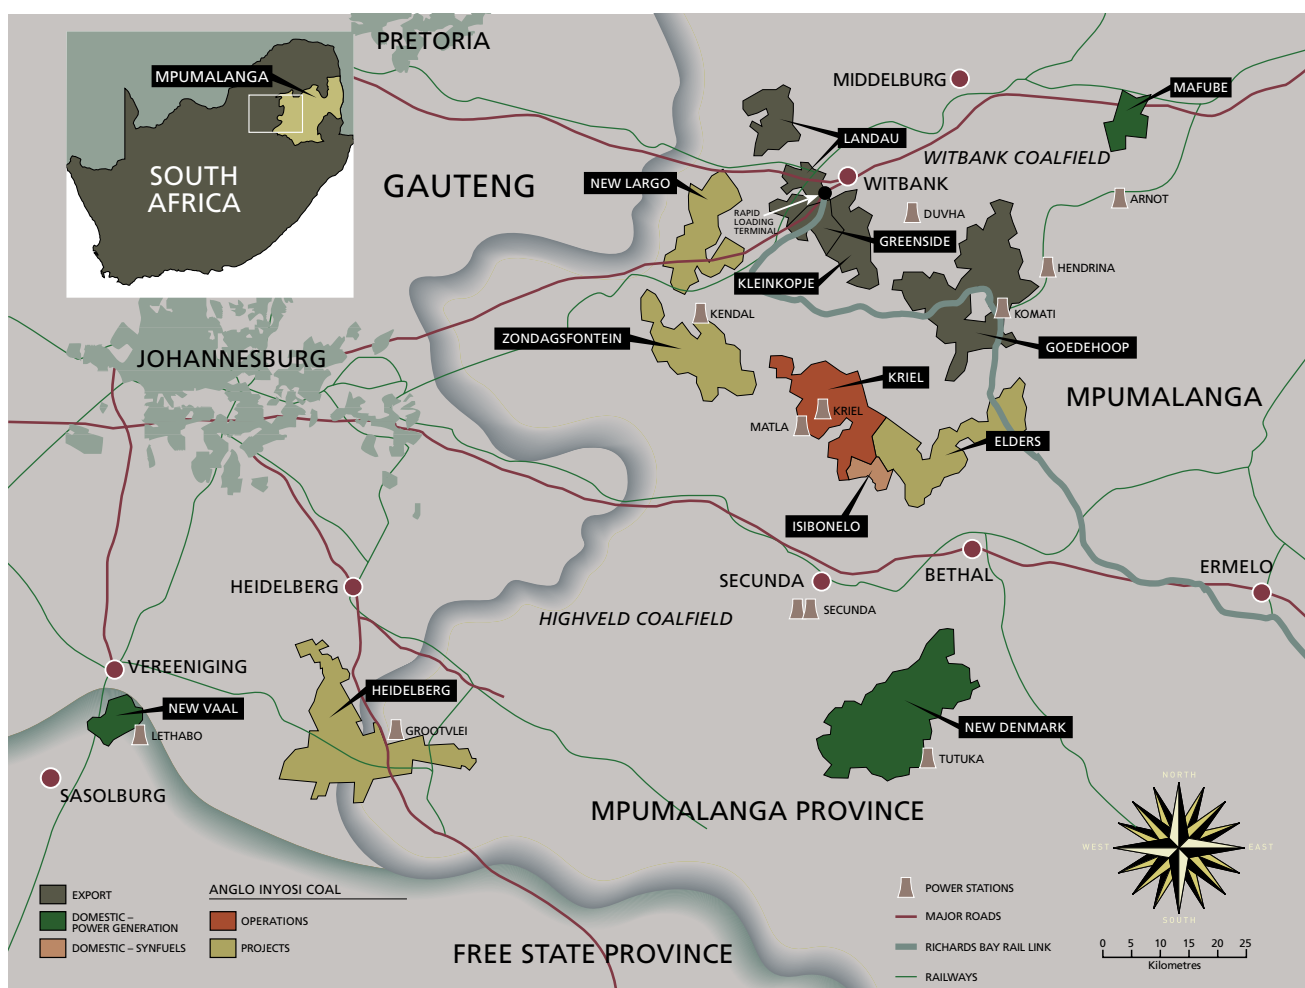 PRETORIA
MPUMALANGA
SOUTH
AFRICA
GAUTENG
MIDDELBURG
MAFUBE
LANDAU
WITBANK COALFIELD
NEW LARGO
WITBANK
ARNOT
RAPID
LOADING
TERMINAL
DUVHA
GREENSIDE
HENDRINA
KLEINKOPJE
KENDAL
KOMATI
ZONDAGSFONTEIN
GOEDEHOOP
JOHANNESBURG
KRIEL
MPUMALANGA
KRIEL
MATLA
ELDERS
ISIBONELO
SECUNDA
BETHAL
ERMELO
HEIDELBERG
SECUNDA
HIGHVELD COALFIELD
VEREENIGING
HEIDELBERG
NEW VAAL
LETHABO
GROOTVLEI
NEW DENMARK
TUTUKA
SASOLBURG
MPUMALANGA PROVINCE
NORTH
WEST
EAST
SOUTH
EXPORT
DOMESTIC –
POWER GENERATION
DOMESTIC – SYNFUELS
ANGLO INYOSI COAL
OPERATIONS
PROJECTS
FREE STATE PROVINCE
POWER STATIONS
MAJOR ROADS
RICHARDS BAY RAIL LINK
RAILWAYS
0 5 10 15 20 25
Kilometres